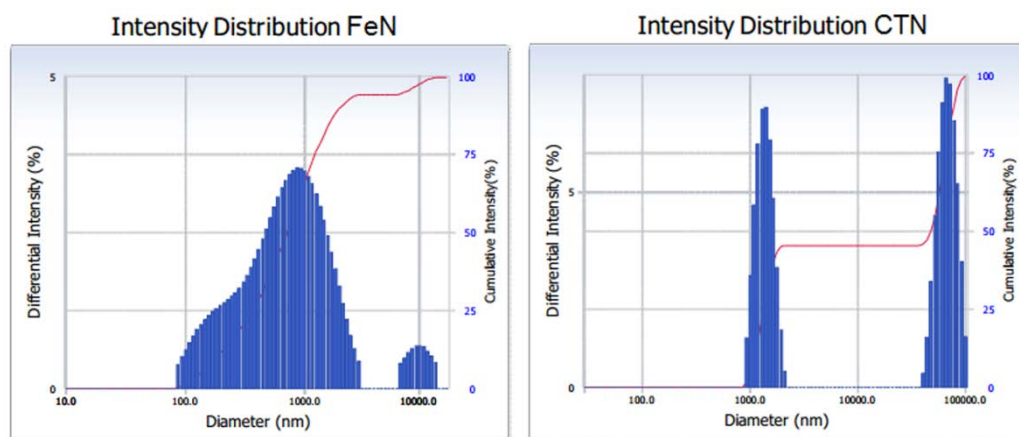 Intensity Distribution FeN
Differential Intensity (%)
5
0
100
75
50
25
0
Cumulative Intensity(%)
10.0 100.0 1000.0 10000.0
Diameter (nm)
Intensity Distribution CTN
Differential Intensity (%)
5
0
100
75
50
25
0
Cumulative Intensity(%)
100.0 1000.0 10000.0 100000.0
Diameter (nm)